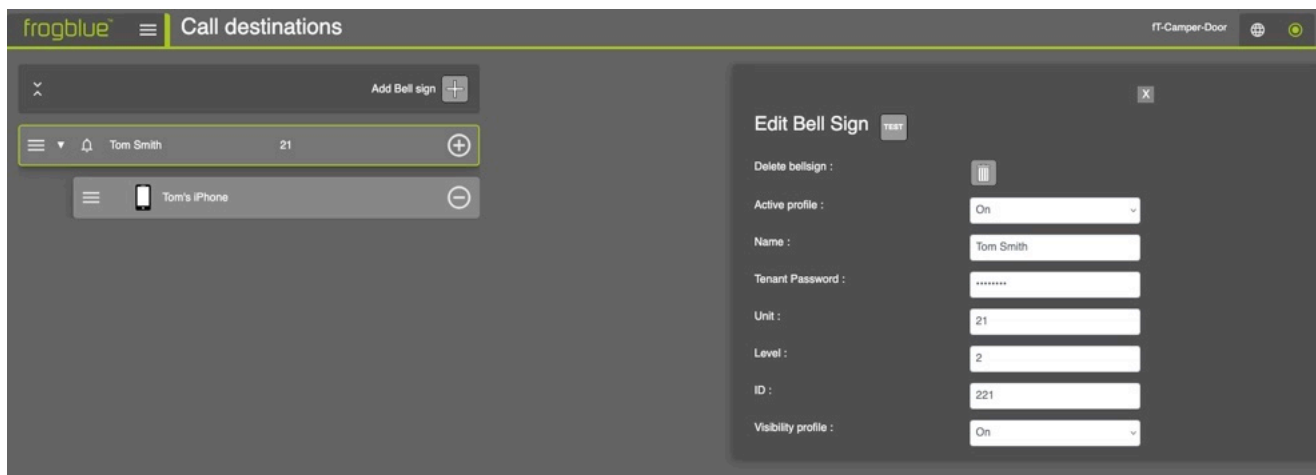 frogblue™
Call destinations
fT-Camper-Door
Add Bell sign
Tom Smith 21
Tom's iPhone
X
Edit Bell Sign TEST
Delete bellsign :
Active profile : On
Name : Tom Smith
Tenant Password : ••••••••
Unit : 21
Level : 2
ID : 221
Visibility profile : On